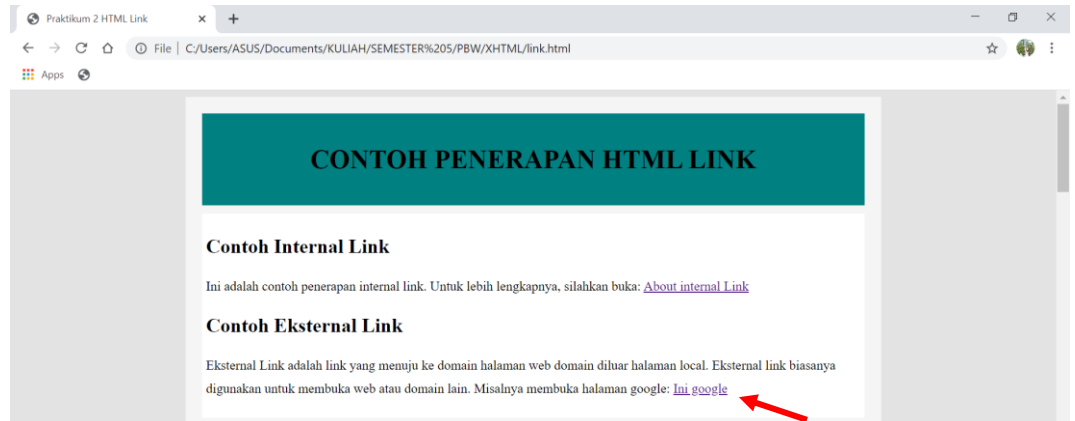 Praktikum 2 HTML Link
File | C:/Users/ASUS/Documents/KULIAH/SEMESTER%205/PBW/XHTML/link.html
Apps
CONTOH PENERAPAN HTML LINK
Contoh Internal Link
Ini adalah contoh penerapan internal link. Untuk lebih lengkapnya, silahkan buka: About internal Link
Contoh Eksternal Link
Eksternal Link adalah link yang menuju ke domain halaman web domain diluar halaman local. Eksternal link biasanya
digunakan untuk membuka web atau domain lain. Misalnya membuka halaman google: Ini google